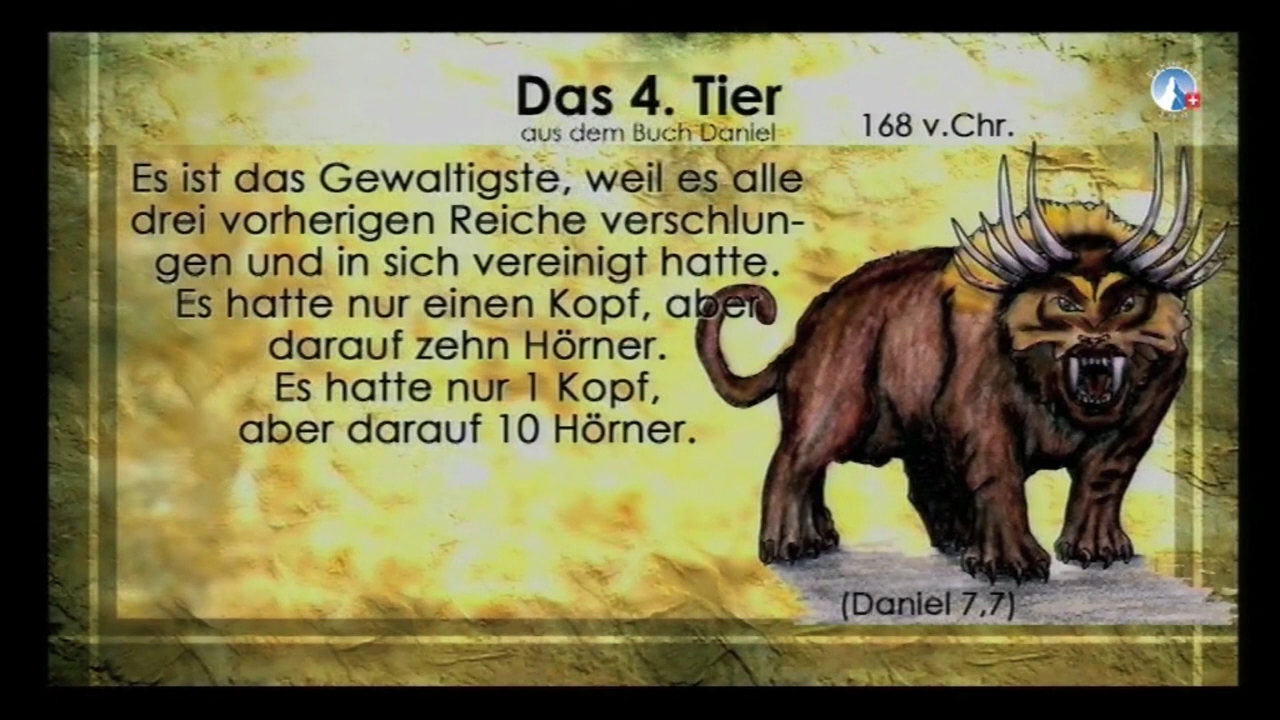 Das 4. Tier
aus dem Buch Daniel
168 v.Chr.
Es ist das Gewaltigste, weil es alle
drei vorherigen Reiche verschlun-
gen und in sich vereinigt hatte.
Es hatte nur einen Kopf, aber
darauf zehn Hörner.
Es hatte nur 1 Kopf,
aber darauf 10 Hörner.
(Daniel 7,7)